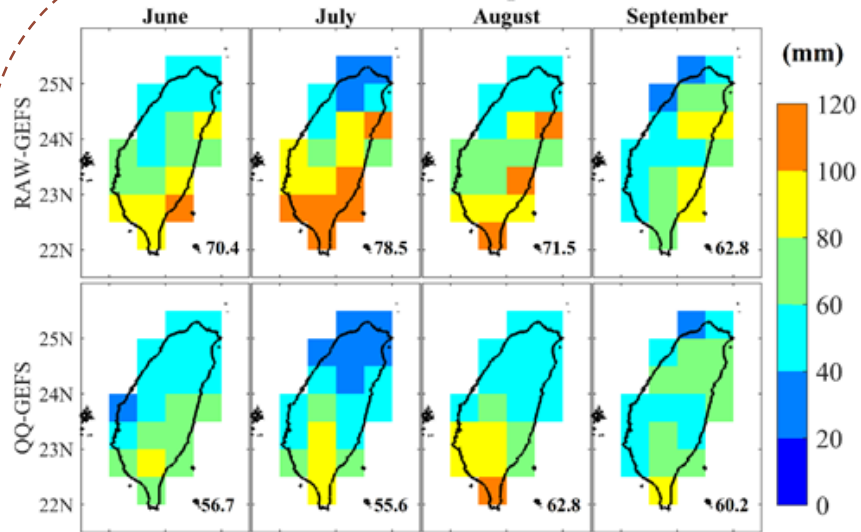 June July August September
(mm)
RAW-GEFS
25N
24N
23N
22N
70.4 78.5 71.5 62.8
QQ-GEFS
25N
24N
23N
22N
56.7 55.6 62.8 60.2
120
100
80
60
40
20
0